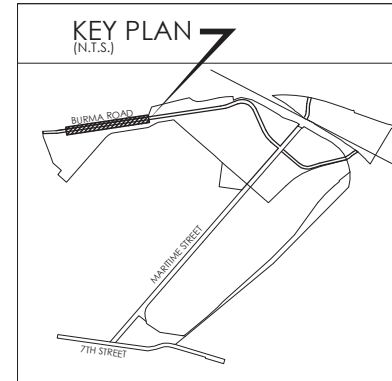 KEY PLAN
(N.T.S.)
BURMA ROAD
MARITIME STREET
7TH STREET